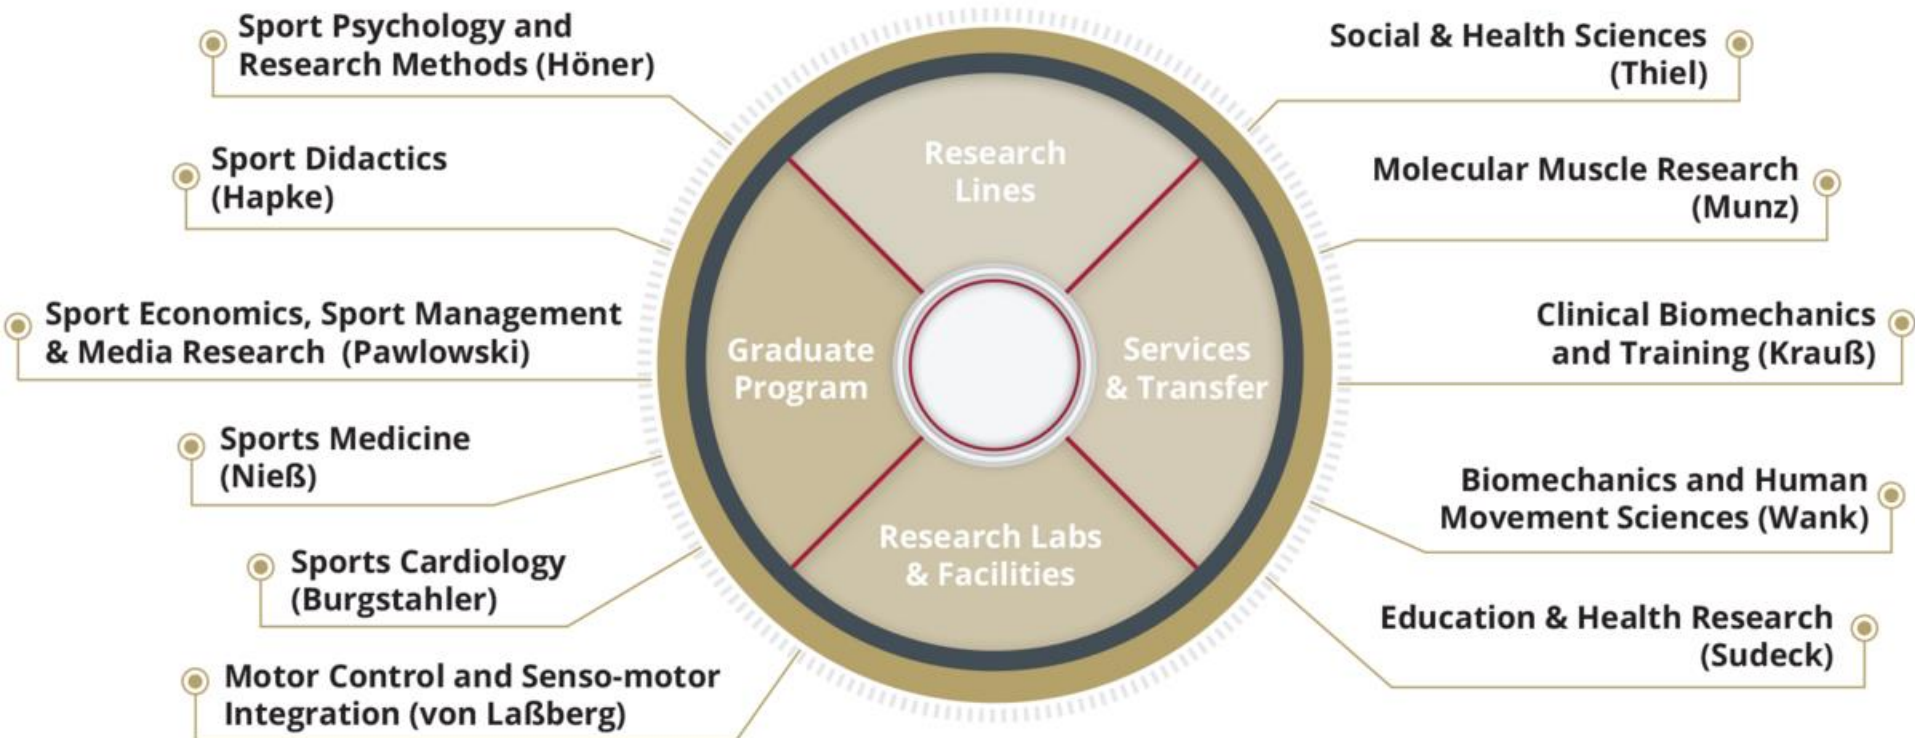 Sport Psychology and
Research Methods (Höner)
Sport Didactics
(Hapke)
Sport Economics, Sport Management
& Media Research (Pawlowski)
Sports Medicine
(Nieß)
Sports Cardiology
(Burgstahler)
Motor Control and Senso-motor
Integration (von Laßberg)
Research
Lines
Graduate
Program
Services
& Transfer
Research Labs
& Facilities
Social & Health Sciences
(Thiel)
Molecular Muscle Research
(Munz)
Clinical Biomechanics
and Training (Krauß)
Biomechanics and Human
Movement Sciences (Wank)
Education & Health Research
(Sudeck)